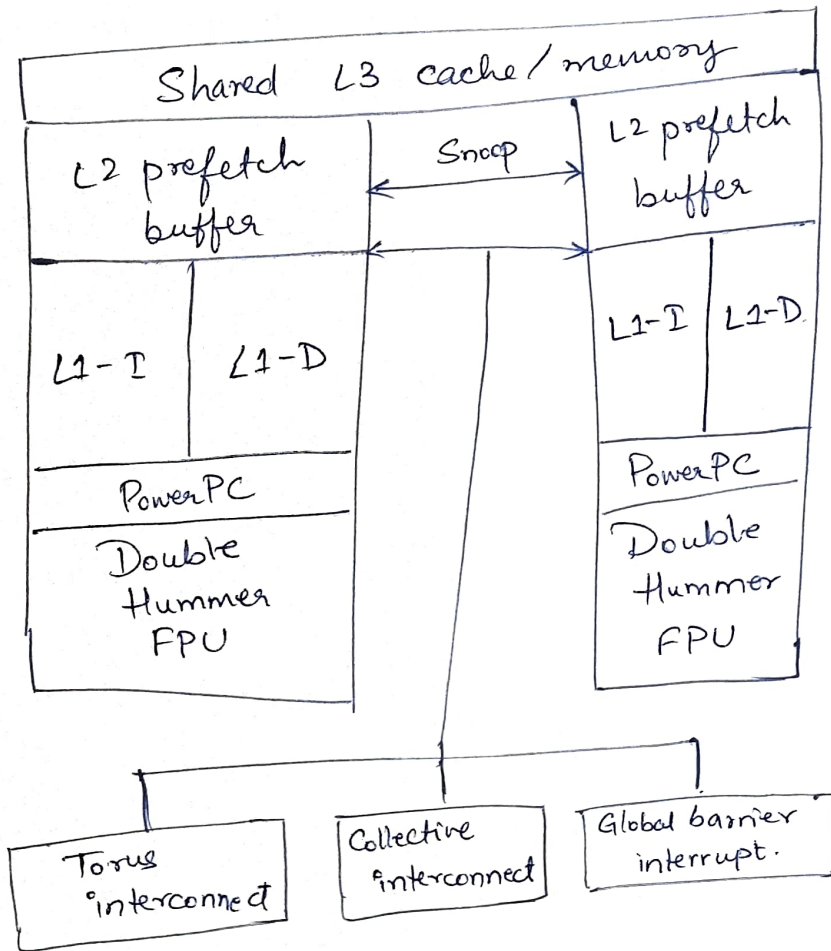 Shared L3 cache/memory
L2 prefetch
buffer
Snoop
L2 prefetch
buffer
L1-I
L1-D
L1-I
L1-D.
PowerPC
PowerPC
Double
Hummer
FPU
Double
Hummer
FPU
Torus
interconnect
Collective
interconnect
Global barrier
interrupt.